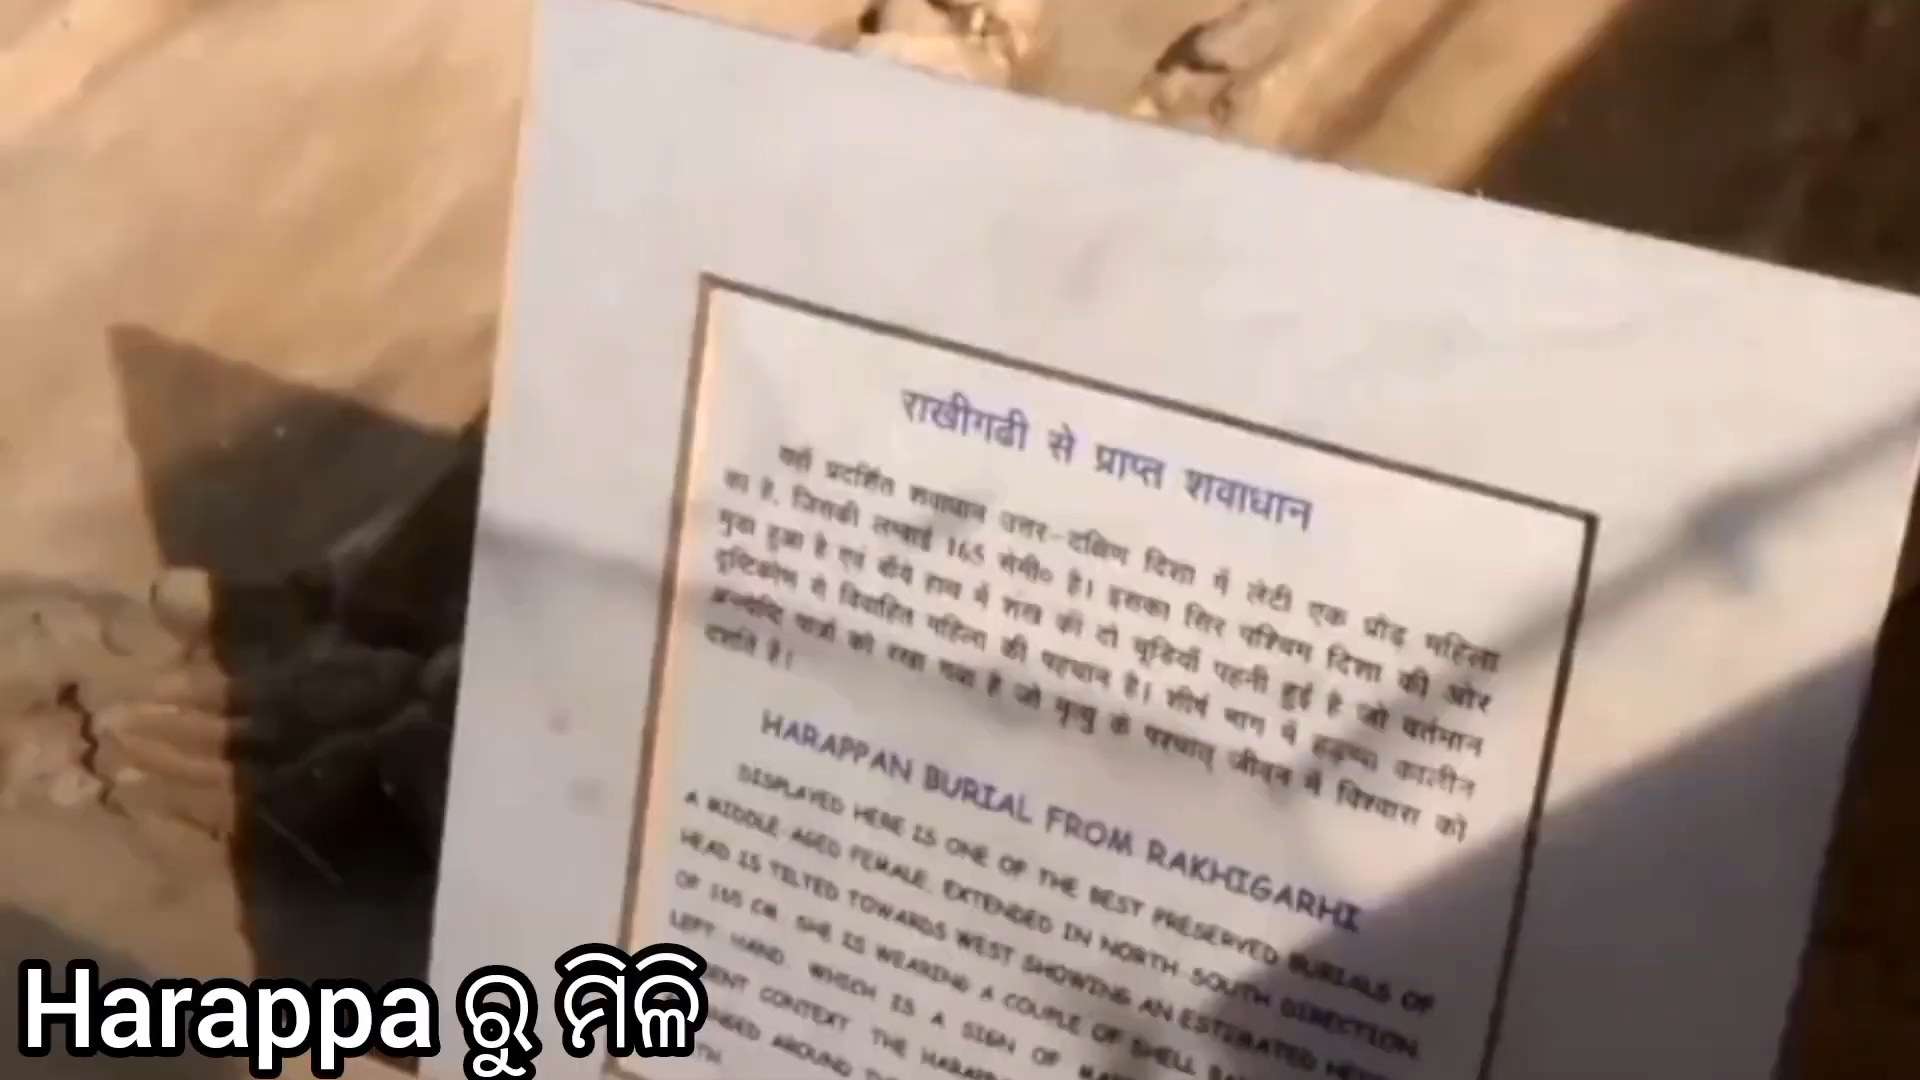 राखीगढी से प्राप्त शवाधान
यहाँ प्रदर्शित शवाधान उत्तर-दक्षिण दिशा में लेटी एक प्रौढ़ महिला
का है, जिसकी लम्बाई 165 सेमी० है। इसका सिर पश्चिम दिशा की ओर
मुडा हुआ है एवं बाँये हाथ में शंख की दो चूडियाँ पहनी हुई है जो वर्तमान
दृष्टिकोण से विवाहित महिला की पहचान है। शीर्ष भाग में हड़प्पा कालीन
अन्त्येष्टि पात्रों को रखा गया है जो मृत्यु के पश्चात् जीवन में विश्वास को
दर्शाते है।
HARAPPAN BURIAL FROM RAKHIGARHI
DISPLAYED HERE IS ONE OF THE BEST PRESERVED BURIALS OF
A MIDDLE AGED FEMALE, EXTENDED IN NORTH SOUTH DIRECTION.
HEAD IS TILTED TOWARDS WEST SHOWING AN ESTIMATED
OF 165 CM. SHE IS WEARING A COUPLE OF SHELL
LEFT HAND, WHICH IS A SIGN OF
CONTEXT. THE
AROUND
Harappa ରୁ ମିଳି